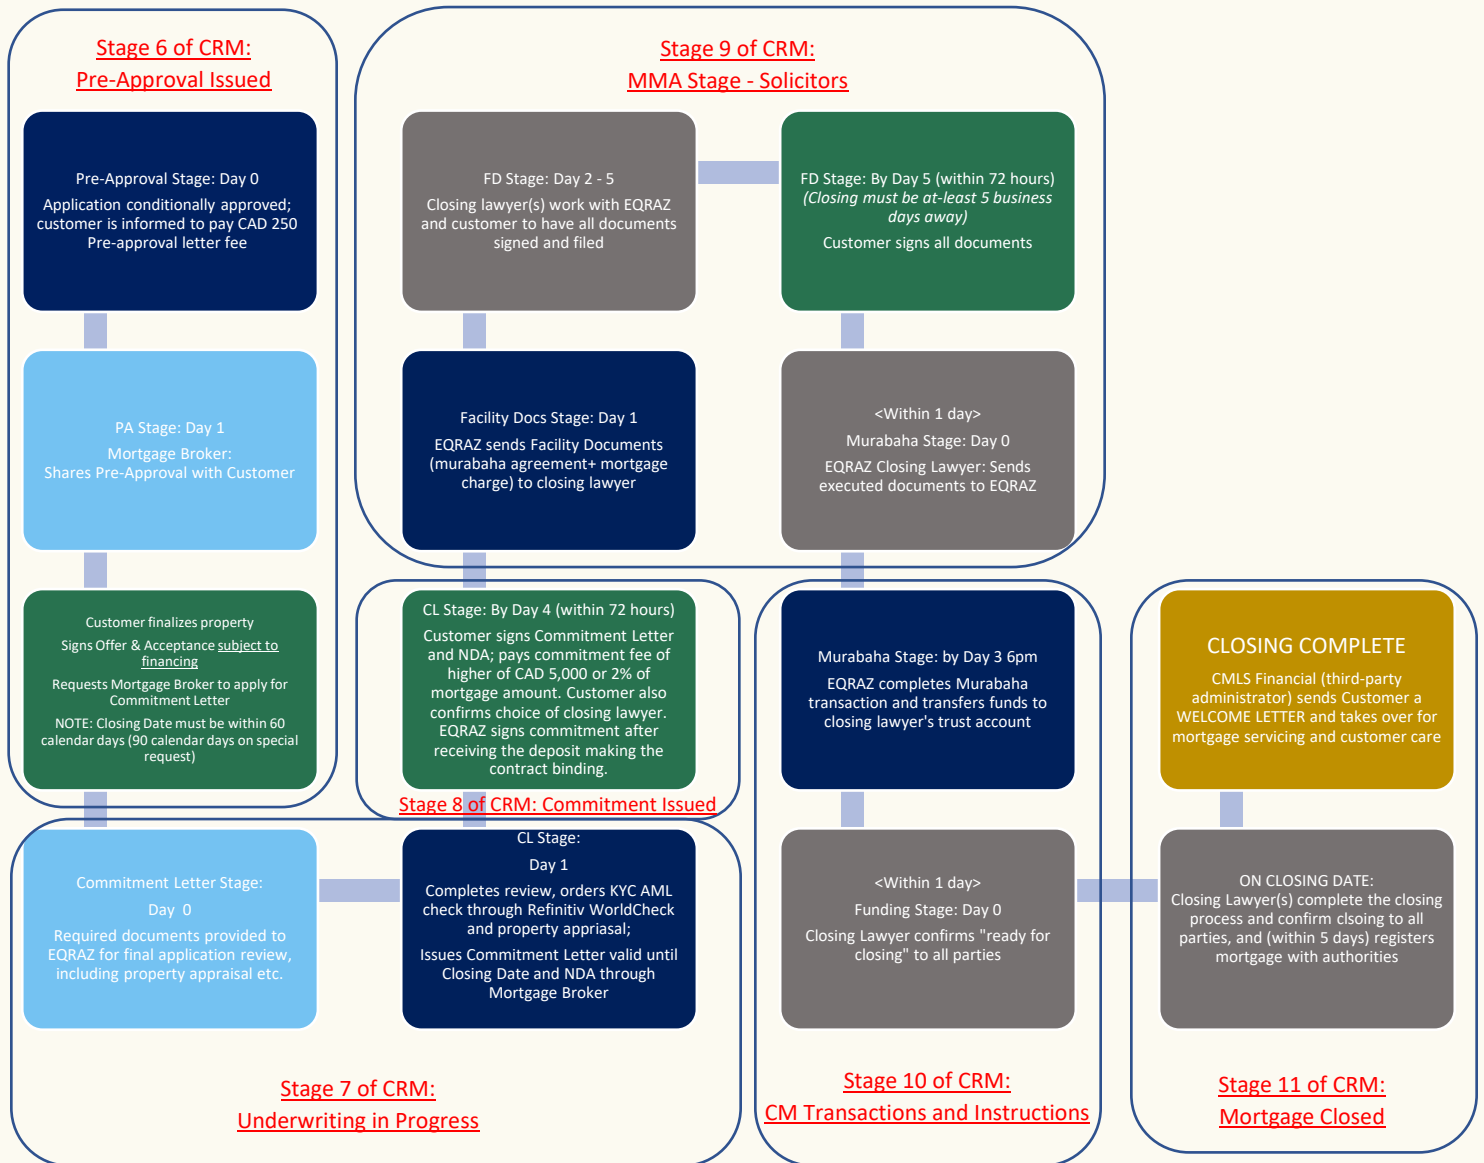 Stage 6 of CRM:
Pre-Approval Issued
Pre-Approval Stage: Day 0
Application conditionally approved;
customer is informed to pay CAD 250
Pre-approval letter fee
PA Stage: Day 1
Mortgage Broker:
Shares Pre-Approval with Customer
Customer finalizes property
Signs Offer & Acceptance subject to
financing
Requests Mortgage Broker to apply for
Commitment Letter
NOTE: Closing Date must be within 60
calendar days (90 calendar days on special
request)
Commitment Letter Stage:
Day 0
Required documents provided to
EQRAZ for final application review,
including property appraisal etc.
CL Stage:
Day 1
Completes review, orders KYC AML
check through Refinitiv WorldCheck
and property appriasal;
Issues Commitment Letter valid until
Closing Date and NDA through
Mortgage Broker
Stage 7 of CRM:
Underwriting in Progress
CL Stage: By Day 4 (within 72 hours)
Customer signs Commitment Letter
and NDA; pays commitment fee of
higher of CAD 5,000 or 2% of
mortgage amount. Customer also
confirms choice of closing lawyer.
EQRAZ signs commitment after
receiving the deposit making the
contract binding.
Stage 8 of CRM: Commitment Issued
Stage 9 of CRM:
MMA Stage - Solicitors
Facility Docs Stage: Day 1
EQRAZ sends Facility Documents
(murabaha agreement+ mortgage
charge) to closing lawyer
FD Stage: Day 2 - 5
Closing lawyer(s) work with EQRAZ
and customer to have all documents
signed and filed
FD Stage: By Day 5 (within 72 hours)
(Closing must be at-least 5 business
days away)
Customer signs all documents
<Within 1 day>
Murabaha Stage: Day 0
EQRAZ Closing Lawyer: Sends
executed documents to EQRAZ
Murabaha Stage: by Day 3 6pm
EQRAZ completes Murabaha
transaction and transfers funds to
closing lawyer's trust account
<Within 1 day>
Funding Stage: Day 0
Closing Lawyer confirms "ready for
closing" to all parties
Stage 10 of CRM:
CM Transactions and Instructions
ON CLOSING DATE:
Closing Lawyer(s) complete the closing
process and confirm clsoing to all
parties, and (within 5 days) registers
mortgage with authorities
CLOSING COMPLETE
CMLS Financial (third-party
administrator) sends Customer a
WELCOME LETTER and takes over for
mortgage servicing and customer care
Stage 11 of CRM:
Mortgage Closed